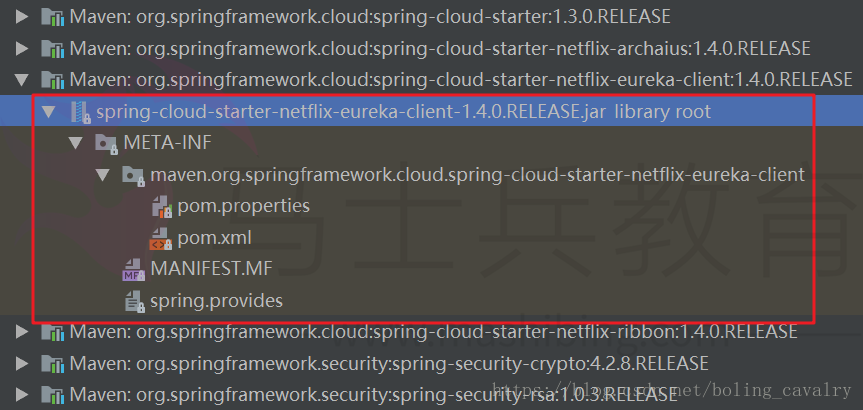 Maven: org.springframework.cloud:spring-cloud-starter:1.3.0.RELEASE
Maven: org.springframework.cloud:spring-cloud-starter-netflix-archaius:1.4.0.RELEASE
Maven: org.springframework.cloud:spring-cloud-starter-netflix-eureka-client:1.4.0.RELEASE
spring-cloud-starter-netflix-eureka-client-1.4.0.RELEASE.jar library root
META-INF
maven.org.springframework.cloud.spring-cloud-starter-netflix-eureka-client
pom.properties
pom.xml
马士兵教育
MF MANIFEST.MF
spring.provides
Maven: org.springframework.cloud:spring-cloud-starter-netflix-ribbon:1.4.0.RELEASE
www.mashibing.com
Maven: org.springframework.security:spring-security-crypto:4.2.8.RELEASE
Maven: org.springframework.security:spring-security-rsa:1.0.3.RELEASE
https://blog.csdn.net/boling_cavalry